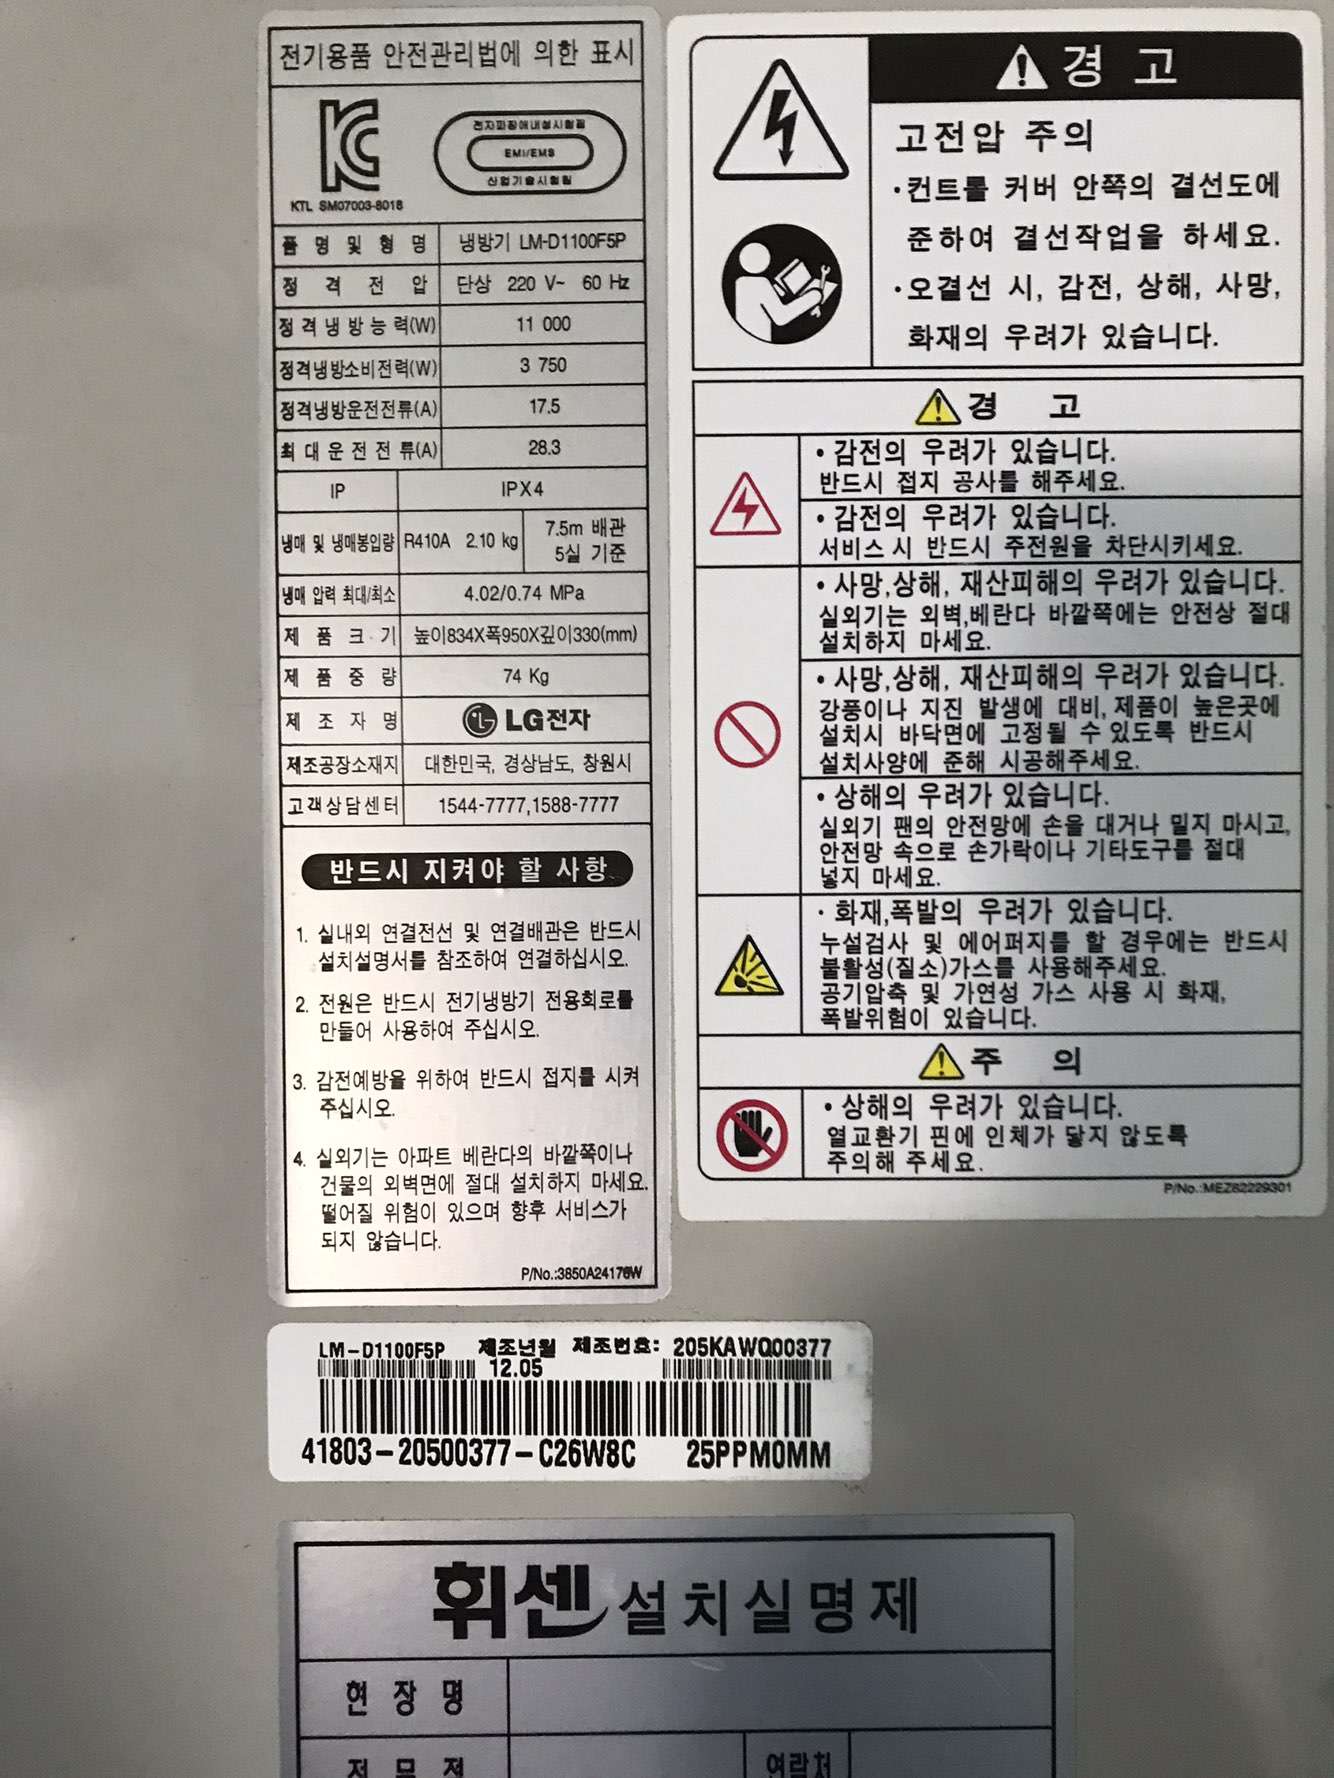 전기용품 안전관리법에 의한 표시
전자파장해내성시험필
EMI/EMS
산업기술시험원
KTL SM07003-8018
품 명 및 형 명 냉방기 LM-D1100F5P
정 격 전 압 단상 220 V~ 60 Hz
정격냉방능력(W) 11 000
정격냉방소비전력(W) 3 750
정격냉방운전전류(A) 17.5
최대운전전류(A) 28.3
IP IPX4
냉매 및 냉매봉입량 R410A 2.10 kg 7.5m 배관
5실 기준
냉매 압력 최대/최소 4.02/0.74 MPa
제 품 크 기 높이834X폭950X깊이330(mm)
제 품 중 량 74 Kg
제 조 자 명 LG전자
제조공장소재지 대한민국, 경상남도, 창원시
고객상담센터 1544-7777,1588-7777
반드시 지켜야 할 사항
1. 실내외 연결전선 및 연결배관은 반드시
설치설명서를 참조하여 연결하십시오.
2. 전원은 반드시 전기냉방기 전용회로를
만들어 사용하여 주십시오.
3. 감전예방을 위하여 반드시 접지를 시켜
주십시오.
4. 실외기는 아파트 베란다의 바깥쪽이나
건물의 외벽면에 절대 설치하지 마세요.
떨어질 위험이 있으며 향후 서비스가
되지 않습니다.
P/No.:3850A24176W
경 고
고전압 주의
·컨트롤 커버 안쪽의 결선도에
준하여 결선작업을 하세요.
·오결선 시, 감전, 상해, 사망,
화재의 우려가 있습니다.
경 고
• 감전의 우려가 있습니다.
반드시 접지 공사를 해주세요.
• 감전의 우려가 있습니다.
서비스 시 반드시 주전원을 차단시키세요.
• 사망,상해, 재산피해의 우려가 있습니다.
실외기는 외벽,베란다 바깥쪽에는 안전상 절대
설치하지 마세요.
• 사망,상해, 재산피해의 우려가 있습니다.
강풍이나 지진 발생에 대비, 제품이 높은곳에
설치시 바닥면에 고정될 수 있도록 반드시
설치사양에 준해 시공해주세요.
• 상해의 우려가 있습니다.
실외기 팬의 안전망에 손을 대거나 밀지 마시고,
안전망 속으로 손가락이나 기타도구를 절대
넣지 마세요.
· 화재,폭발의 우려가 있습니다.
누설검사 및 에어퍼지를 할 경우에는 반드시
불활성(질소)가스를 사용해주세요.
공기압축 및 가연성 가스 사용 시 화재,
폭발위험이 있습니다.
주 의
• 상해의 우려가 있습니다.
열교환기 핀에 인체가 닿지 않도록
주의해 주세요.
P/No.:MEZ62229301
LM-D1100F5P 제조년월 제조번호: 205KAWQ00377
12.05
41803-20500377-C26W8C 25PPM0MM
휘센 설치실명제
현 장 명
연락처